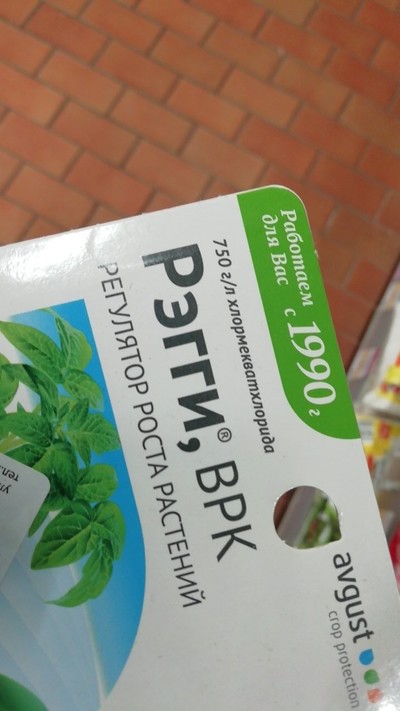 Работаем
для Вас с 1990 г
750 г/л хлормекватхлорида
Рэгги®, ВРК
РЕГУЛЯТОР РОСТА РАСТЕНИЙ
avgust
crop protection